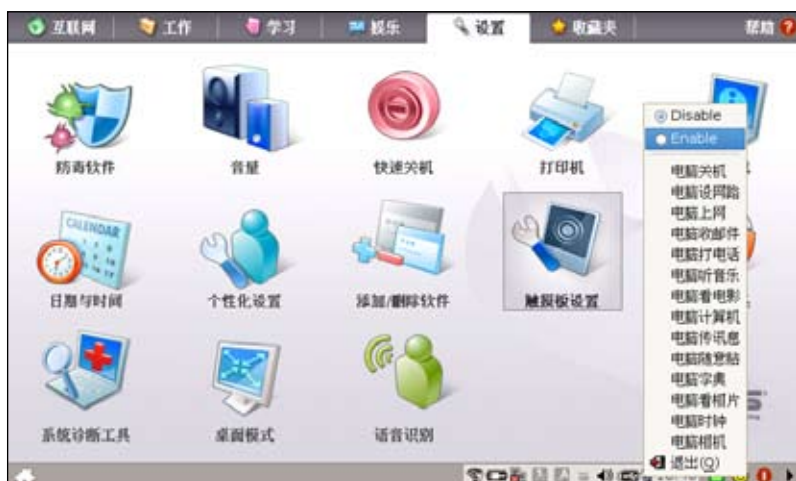 互联网 工作 学习 娱乐 设置 收藏夹 帮助
防毒软件 音量 快速关机 打印机
CALENDAR
日期与时间 个性化设置 添加/删除软件 触摸板设置
系统诊断工具 桌面模式 语音识别
Disable
Enable
电脑关机
电脑设网路
电脑上网
电脑收邮件
电脑打电话
电脑听音乐
电脑看电影
电脑计算机
电脑传讯息
电脑随意贴
电脑字典
电脑看相片
电脑时钟
电脑相机
退出(Q)